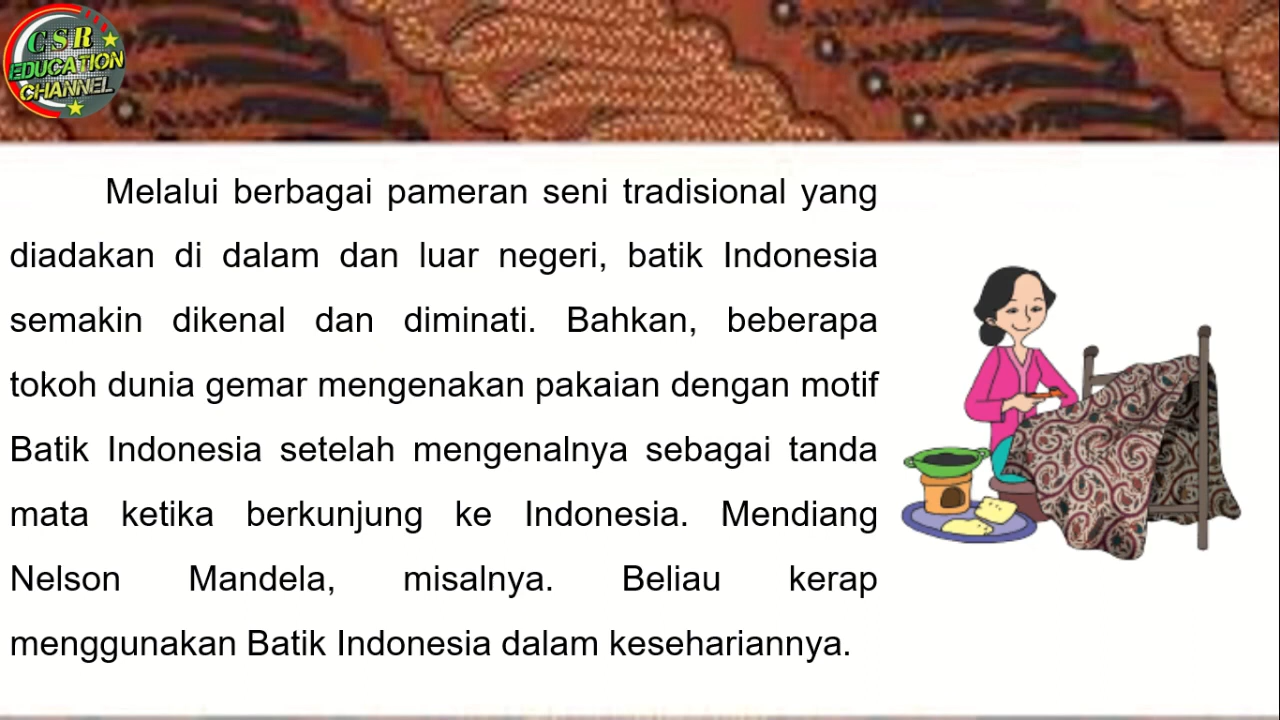 CSR
EDUCATION
CHANNEL
Melalui berbagai pameran seni tradisional yang
diadakan di dalam dan luar negeri, batik Indonesia
semakin dikenal dan diminati. Bahkan, beberapa
tokoh dunia gemar mengenakan pakaian dengan motif
Batik Indonesia setelah mengenalnya sebagai tanda
mata ketika berkunjung ke Indonesia. Mendiang
Nelson Mandela, misalnya. Beliau kerap
menggunakan Batik Indonesia dalam kesehariannya.